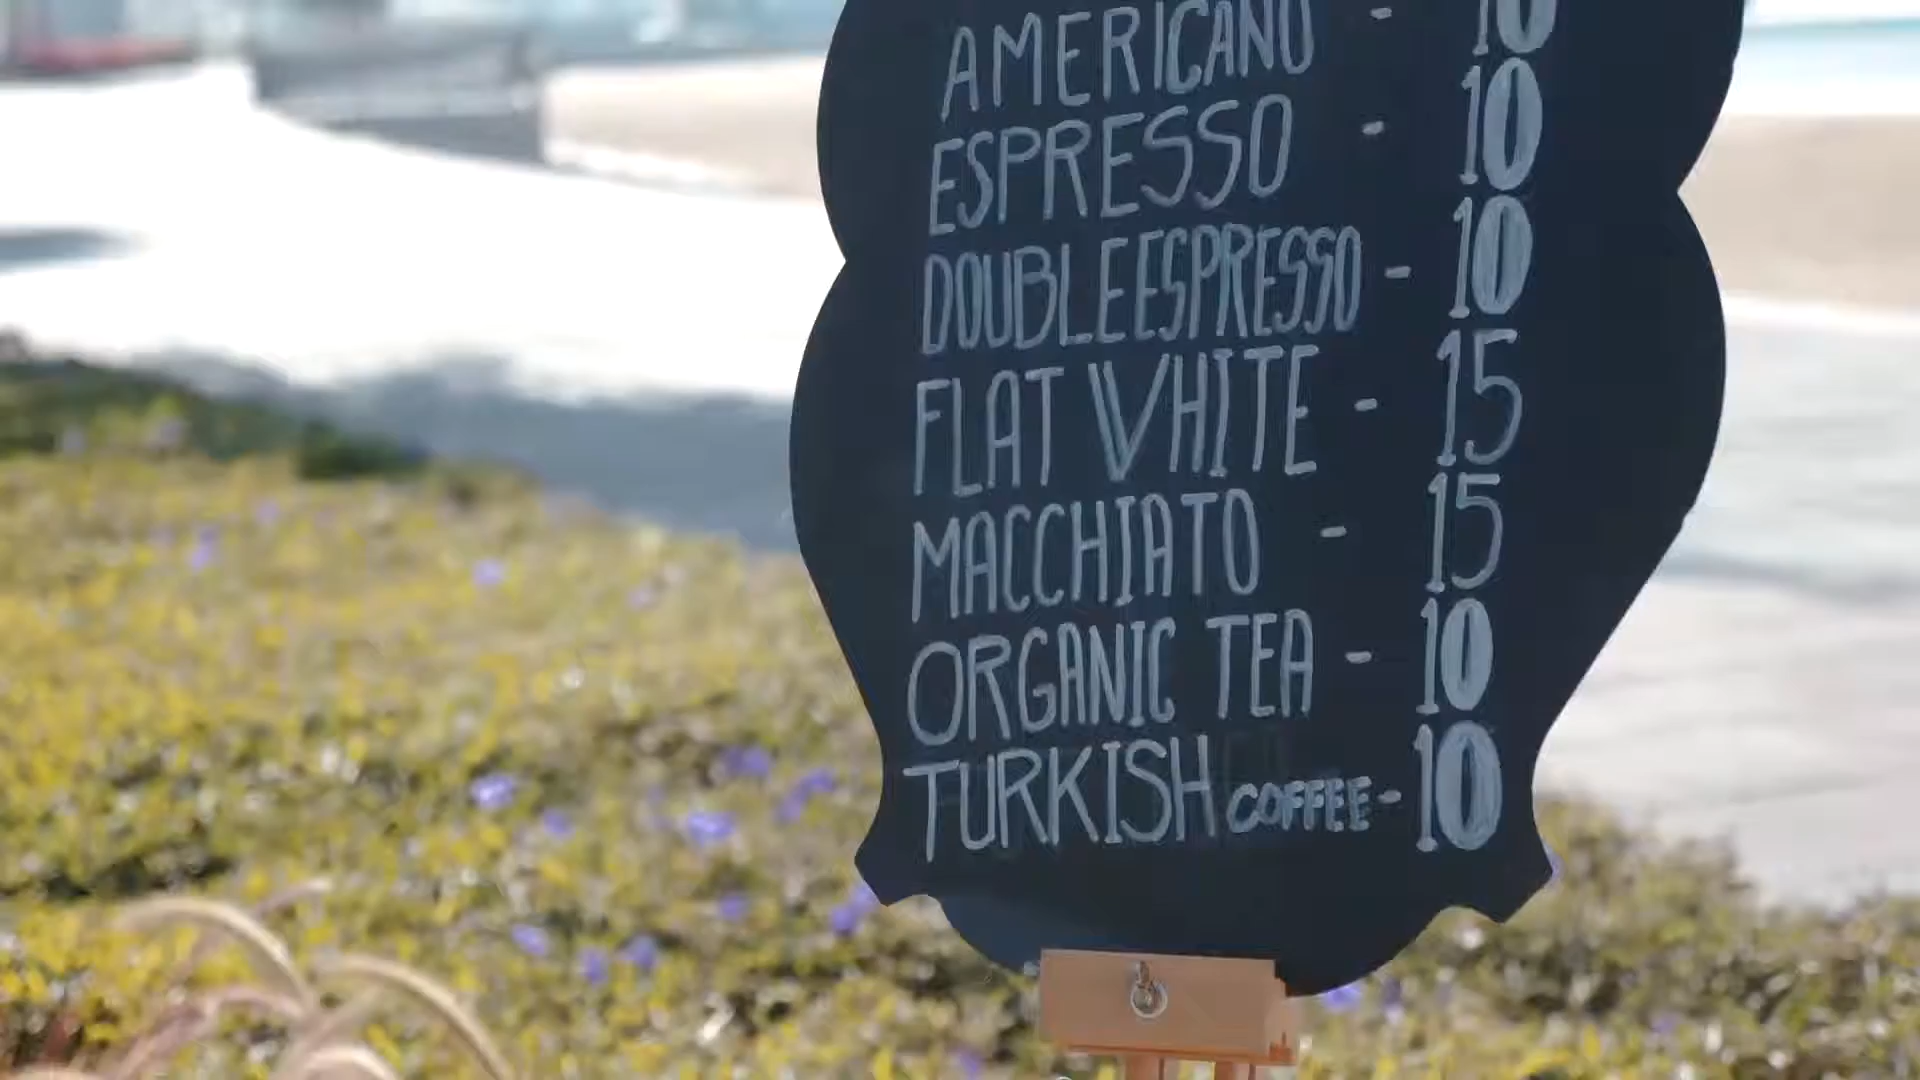 AMERICANO - 10
ESPRESSO - 10
DOUBLE ESPRESSO - 10
FLAT WHITE - 15
MACCHIATO - 15
ORGANIC TEA - 10
TURKISH COFFEE - 10